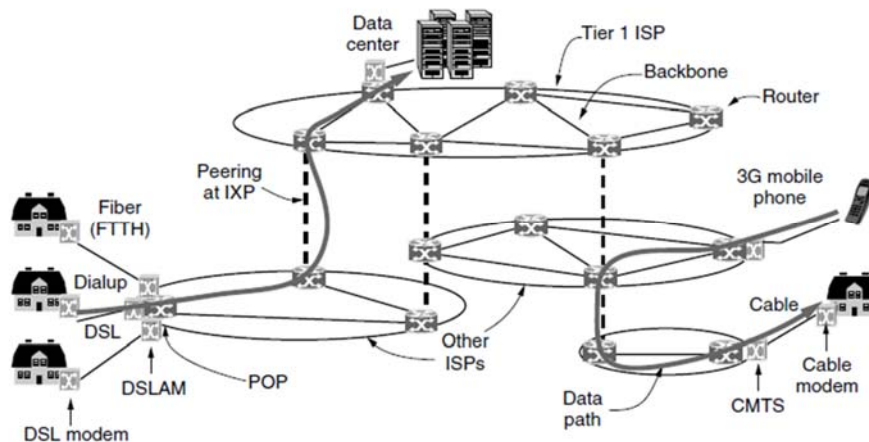 Data
center
Tier 1 ISP
Backbone
Router
Peering
at IXP
3G mobile
phone
Fiber
(FTTH)
Dialup
DSL
Cable
Other
ISPs
DSLAM
POP
DSL modem
Data
path
CMTS
Cable
modem